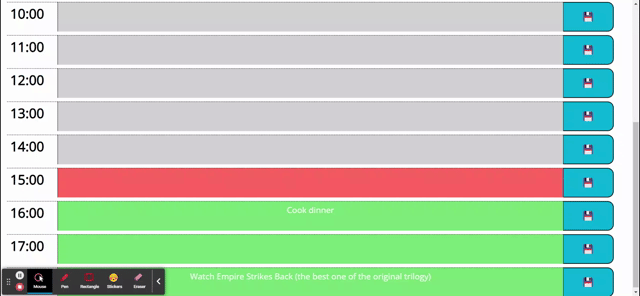 10:00
11:00
12:00
13:00
14:00
15:00
16:00 Cook dinner
17:00
Watch Empire Strikes Back (the best one of the original trilogy)
Mouse Pen Rectangle Stickers Eraser